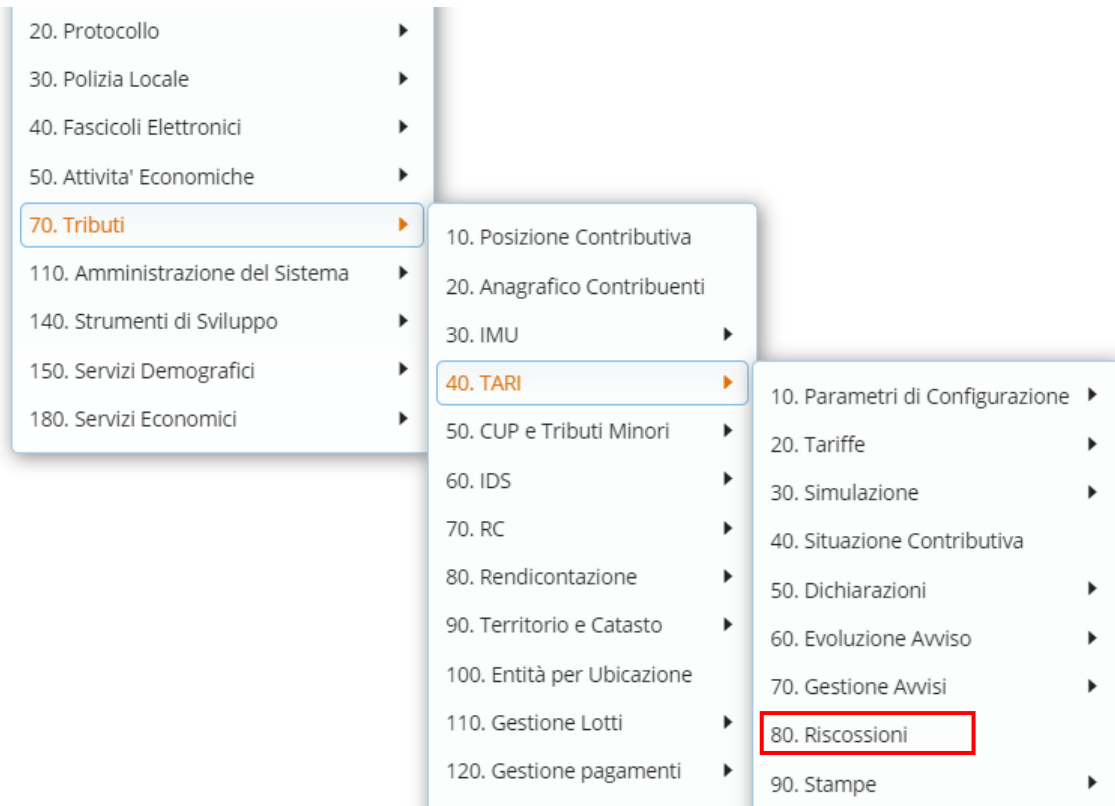 20. Protocollo
30. Polizia Locale
40. Fascicoli Elettronici
50. Attivita' Economiche
70. Tributi
110. Amministrazione del Sistema
140. Strumenti di Sviluppo
150. Servizi Demografici
180. Servizi Economici
10. Posizione Contributiva
20. Anagrafico Contribuenti
30. IMU
40. TARI
50. CUP e Tributi Minori
60. IDS
70. RC
80. Rendicontazione
90. Territorio e Catasto
100. Entità per Ubicazione
110. Gestione Lotti
120. Gestione pagamenti
10. Parametri di Configurazione
20. Tariffe
30. Simulazione
40. Situazione Contributiva
50. Dichiarazioni
60. Evoluzione Avviso
70. Gestione Avvisi
80. Riscossioni
90. Stampe